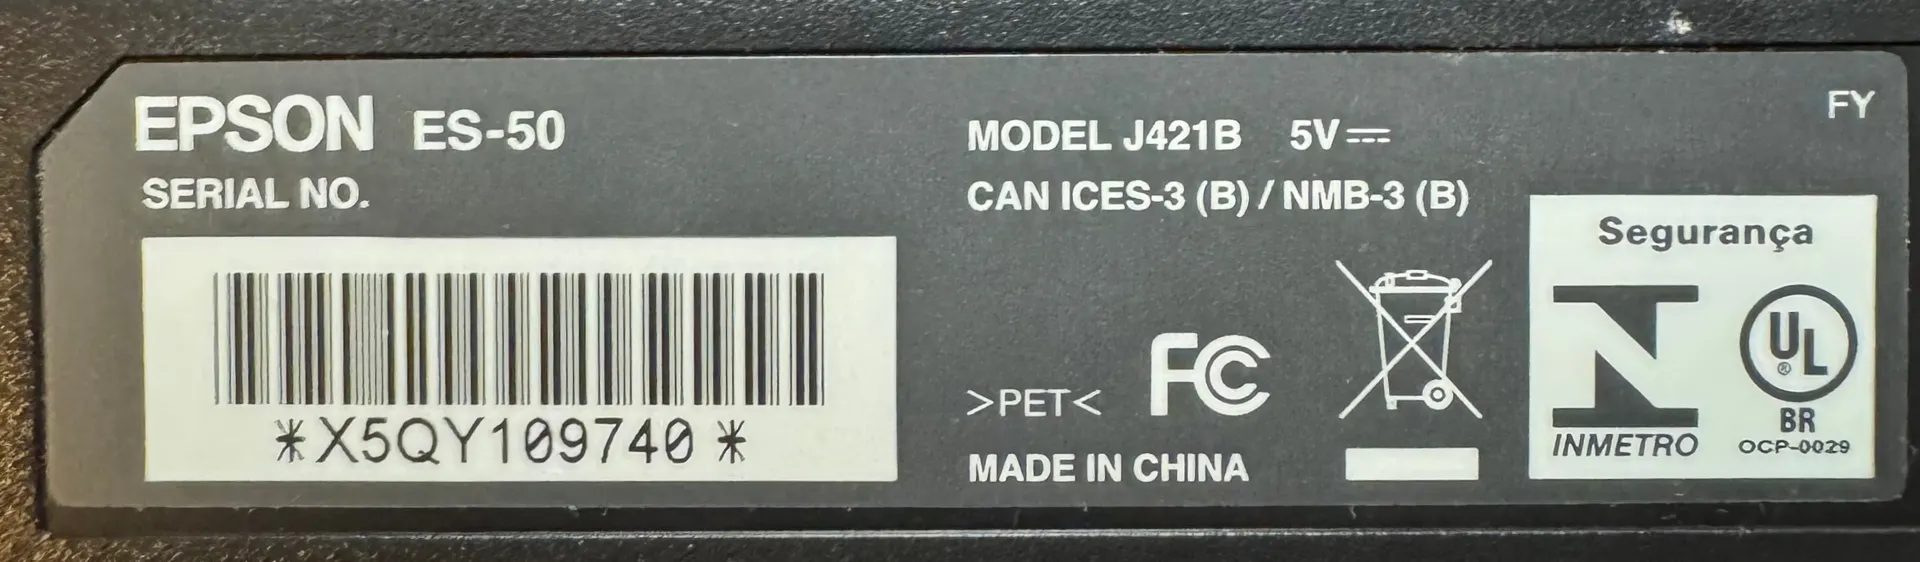 EPSON ES-50
SERIAL NO.
*X5QY109740*
MODEL J421B 5V⎓
CAN ICES-3 (B) / NMB-3 (B)
>PET< FC
MADE IN CHINA
FY
Segurança
UL
®
BR
INMETRO
OCP-0029